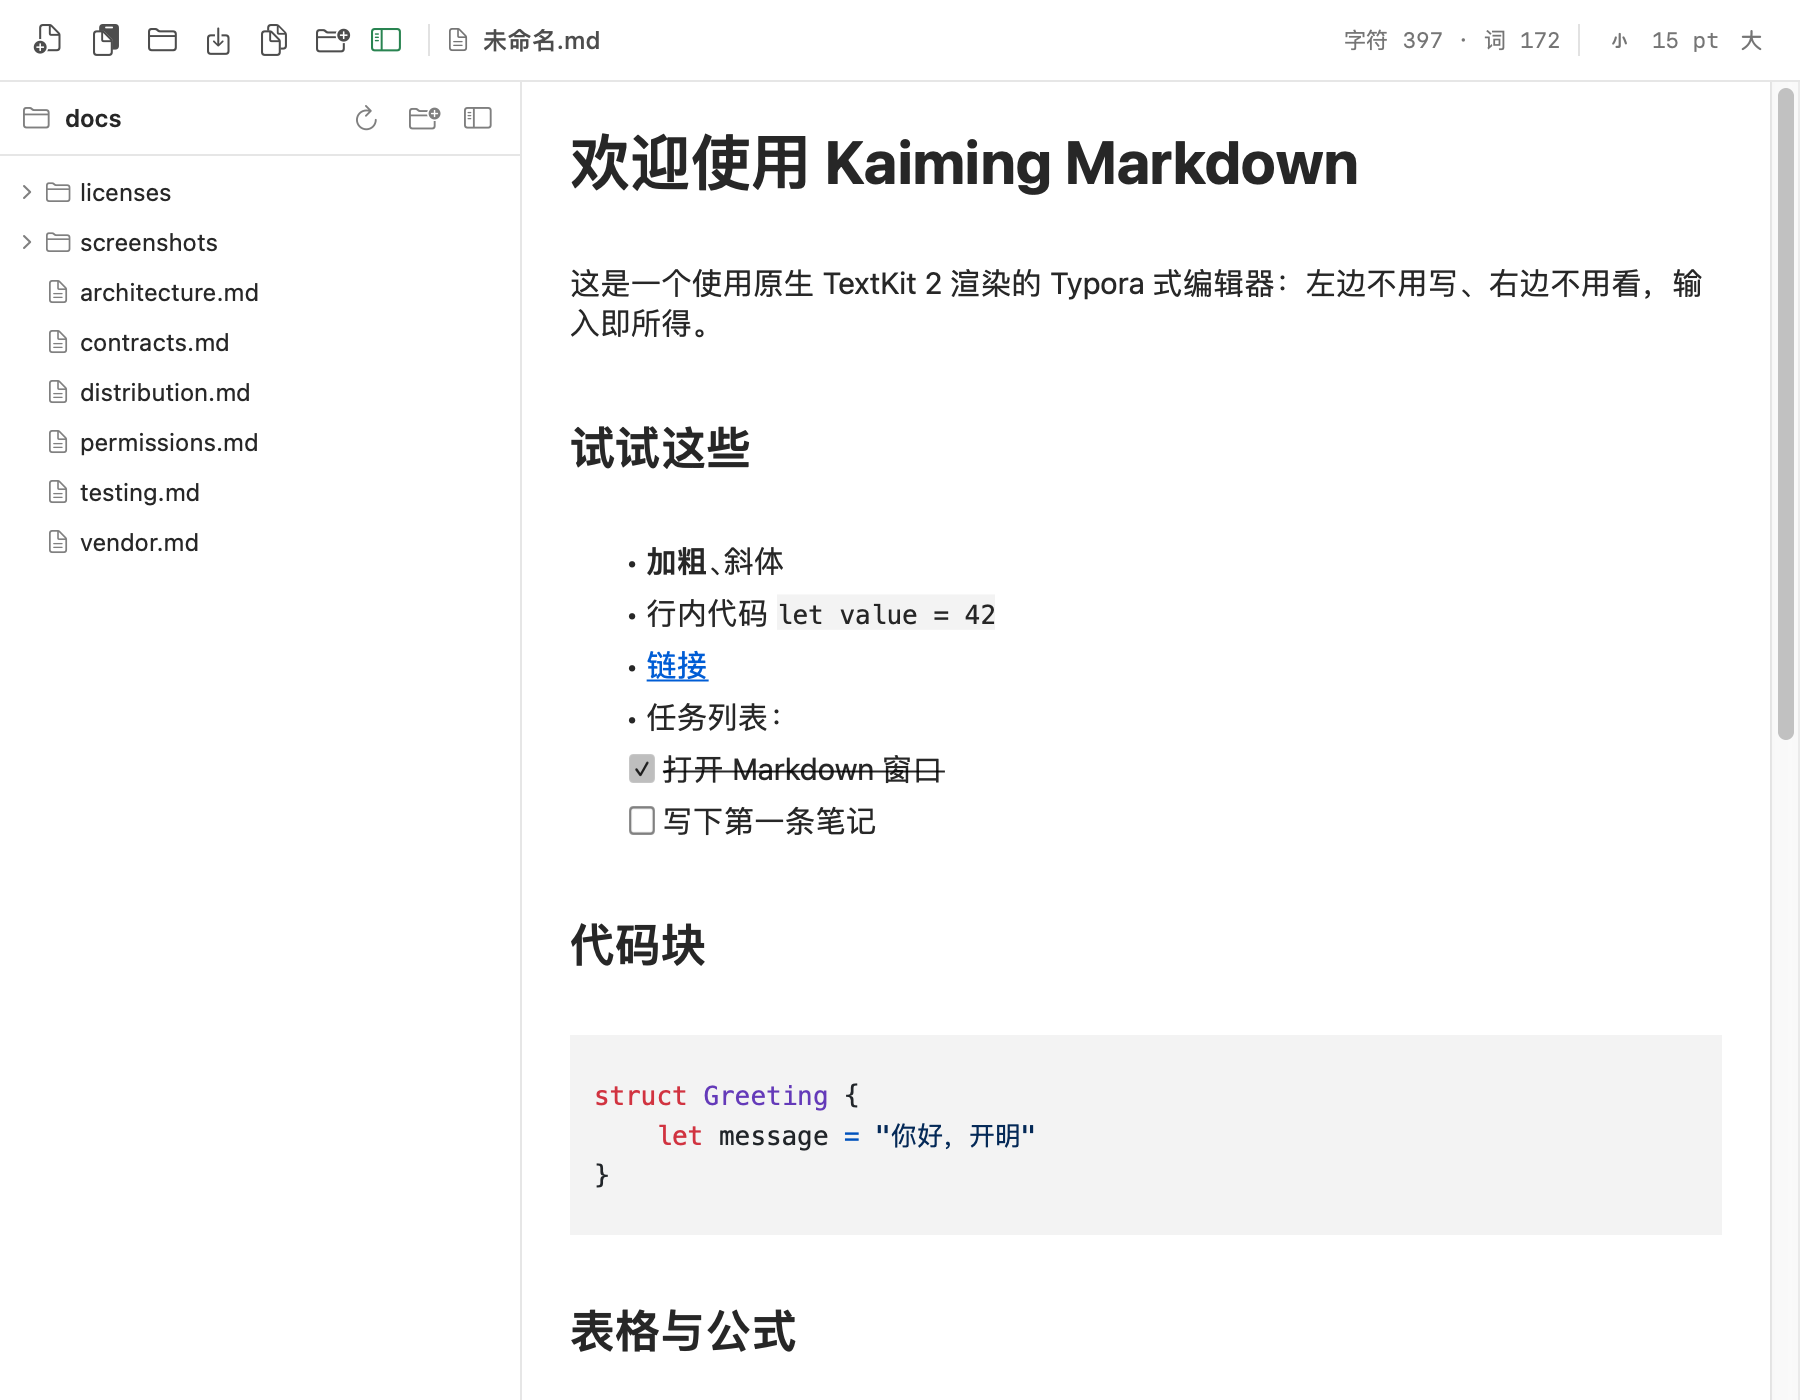 未命名.md
字符 397 · 词 172
小 15 pt 大
docs
licenses
screenshots
architecture.md
contracts.md
distribution.md
permissions.md
testing.md
vendor.md
欢迎使用 Kaiming Markdown
这是一个使用原生 TextKit 2 渲染的 Typora 式编辑器：左边不用写、右边不用看，输
入即所得。
试试这些
• 加粗、斜体
• 行内代码 let value = 42
• 链接
• 任务列表：
打开 Markdown 窗口
写下第一条笔记
代码块
struct Greeting {
    let message = "你好，开明"
}
表格与公式